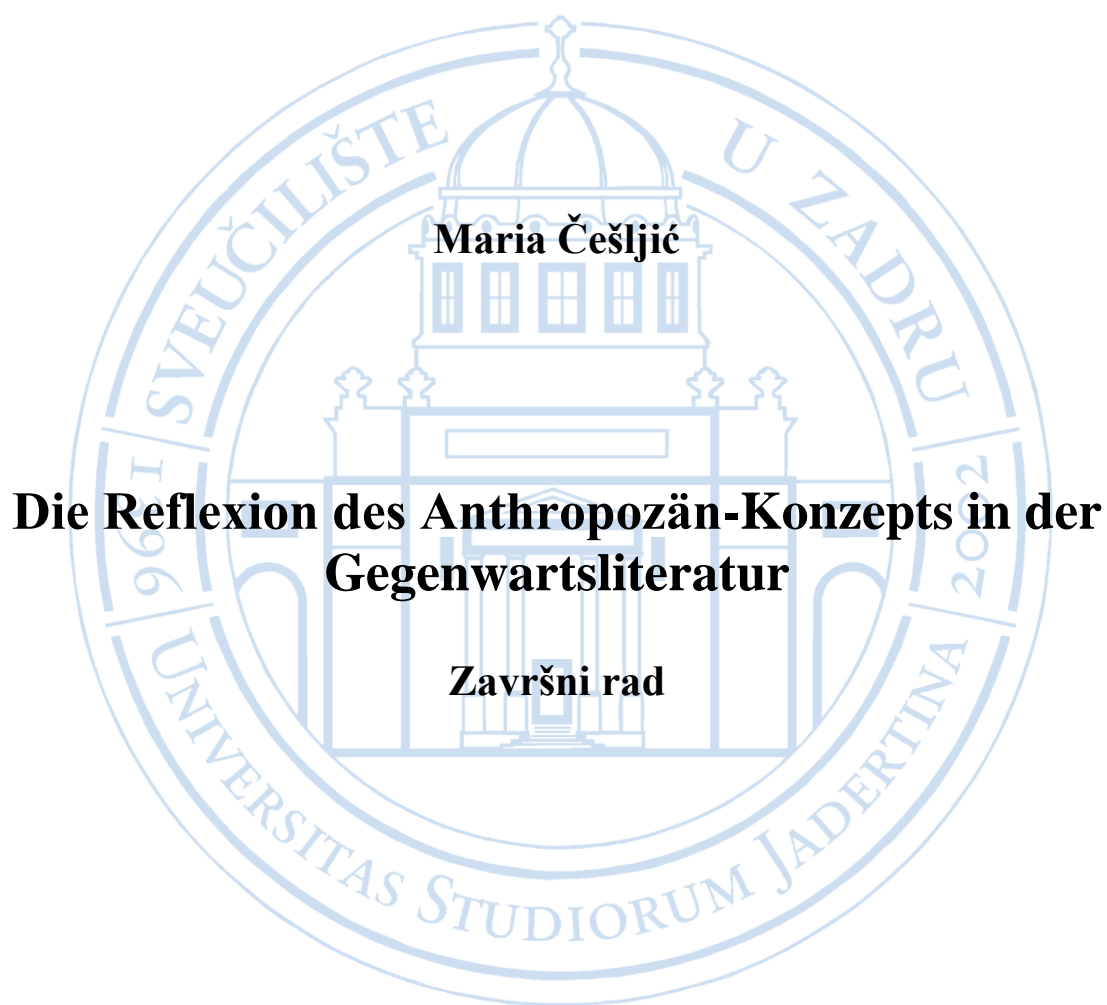 SVEUČILIŠTE U ZADRU
Maria Češljić
1396
2002
Die Reflexion des Anthropozän-Konzepts in der
Gegenwartsliteratur
Završni rad
UNIVERSITAS STUDIORUM JADERTINA